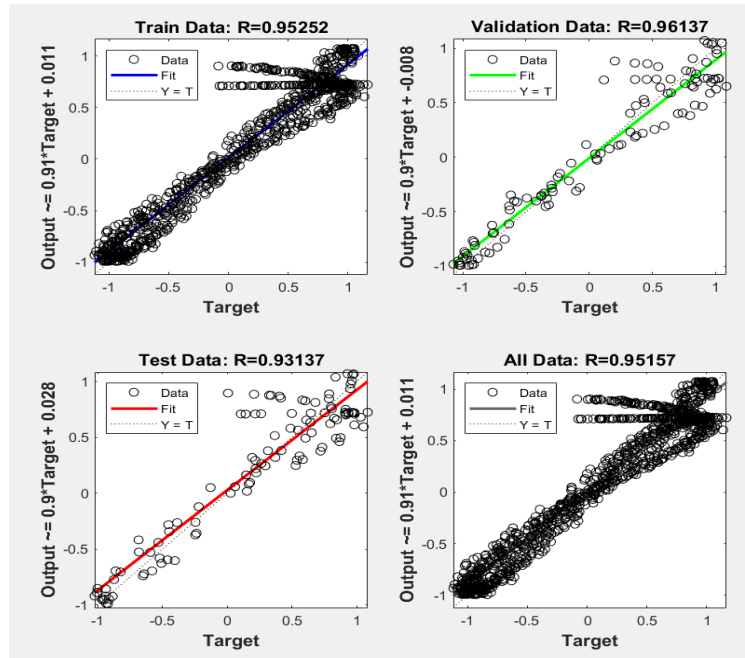 Train Data: R=0.95252
Output ~= 0.91*Target + 0.011
1
0.5
0
-0.5
-1
Data
Fit
Y = T
-1
-0.5
0
0.5
1
Target
Validation Data: R=0.96137
Output ~= 0.9*Target + -0.008
1
0.5
0
-0.5
-1
Data
Fit
Y = T
-1
-0.5
0
0.5
1
Target
Test Data: R=0.93137
Output ~= 0.9*Target + 0.028
1
0.5
0
-0.5
-1
Data
Fit
Y = T
-1
-0.5
0
0.5
1
Target
All Data: R=0.95157
Output ~= 0.91*Target + 0.011
1
0.5
0
-0.5
-1
Data
Fit
Y = T
-1
-0.5
0
0.5
1
Target